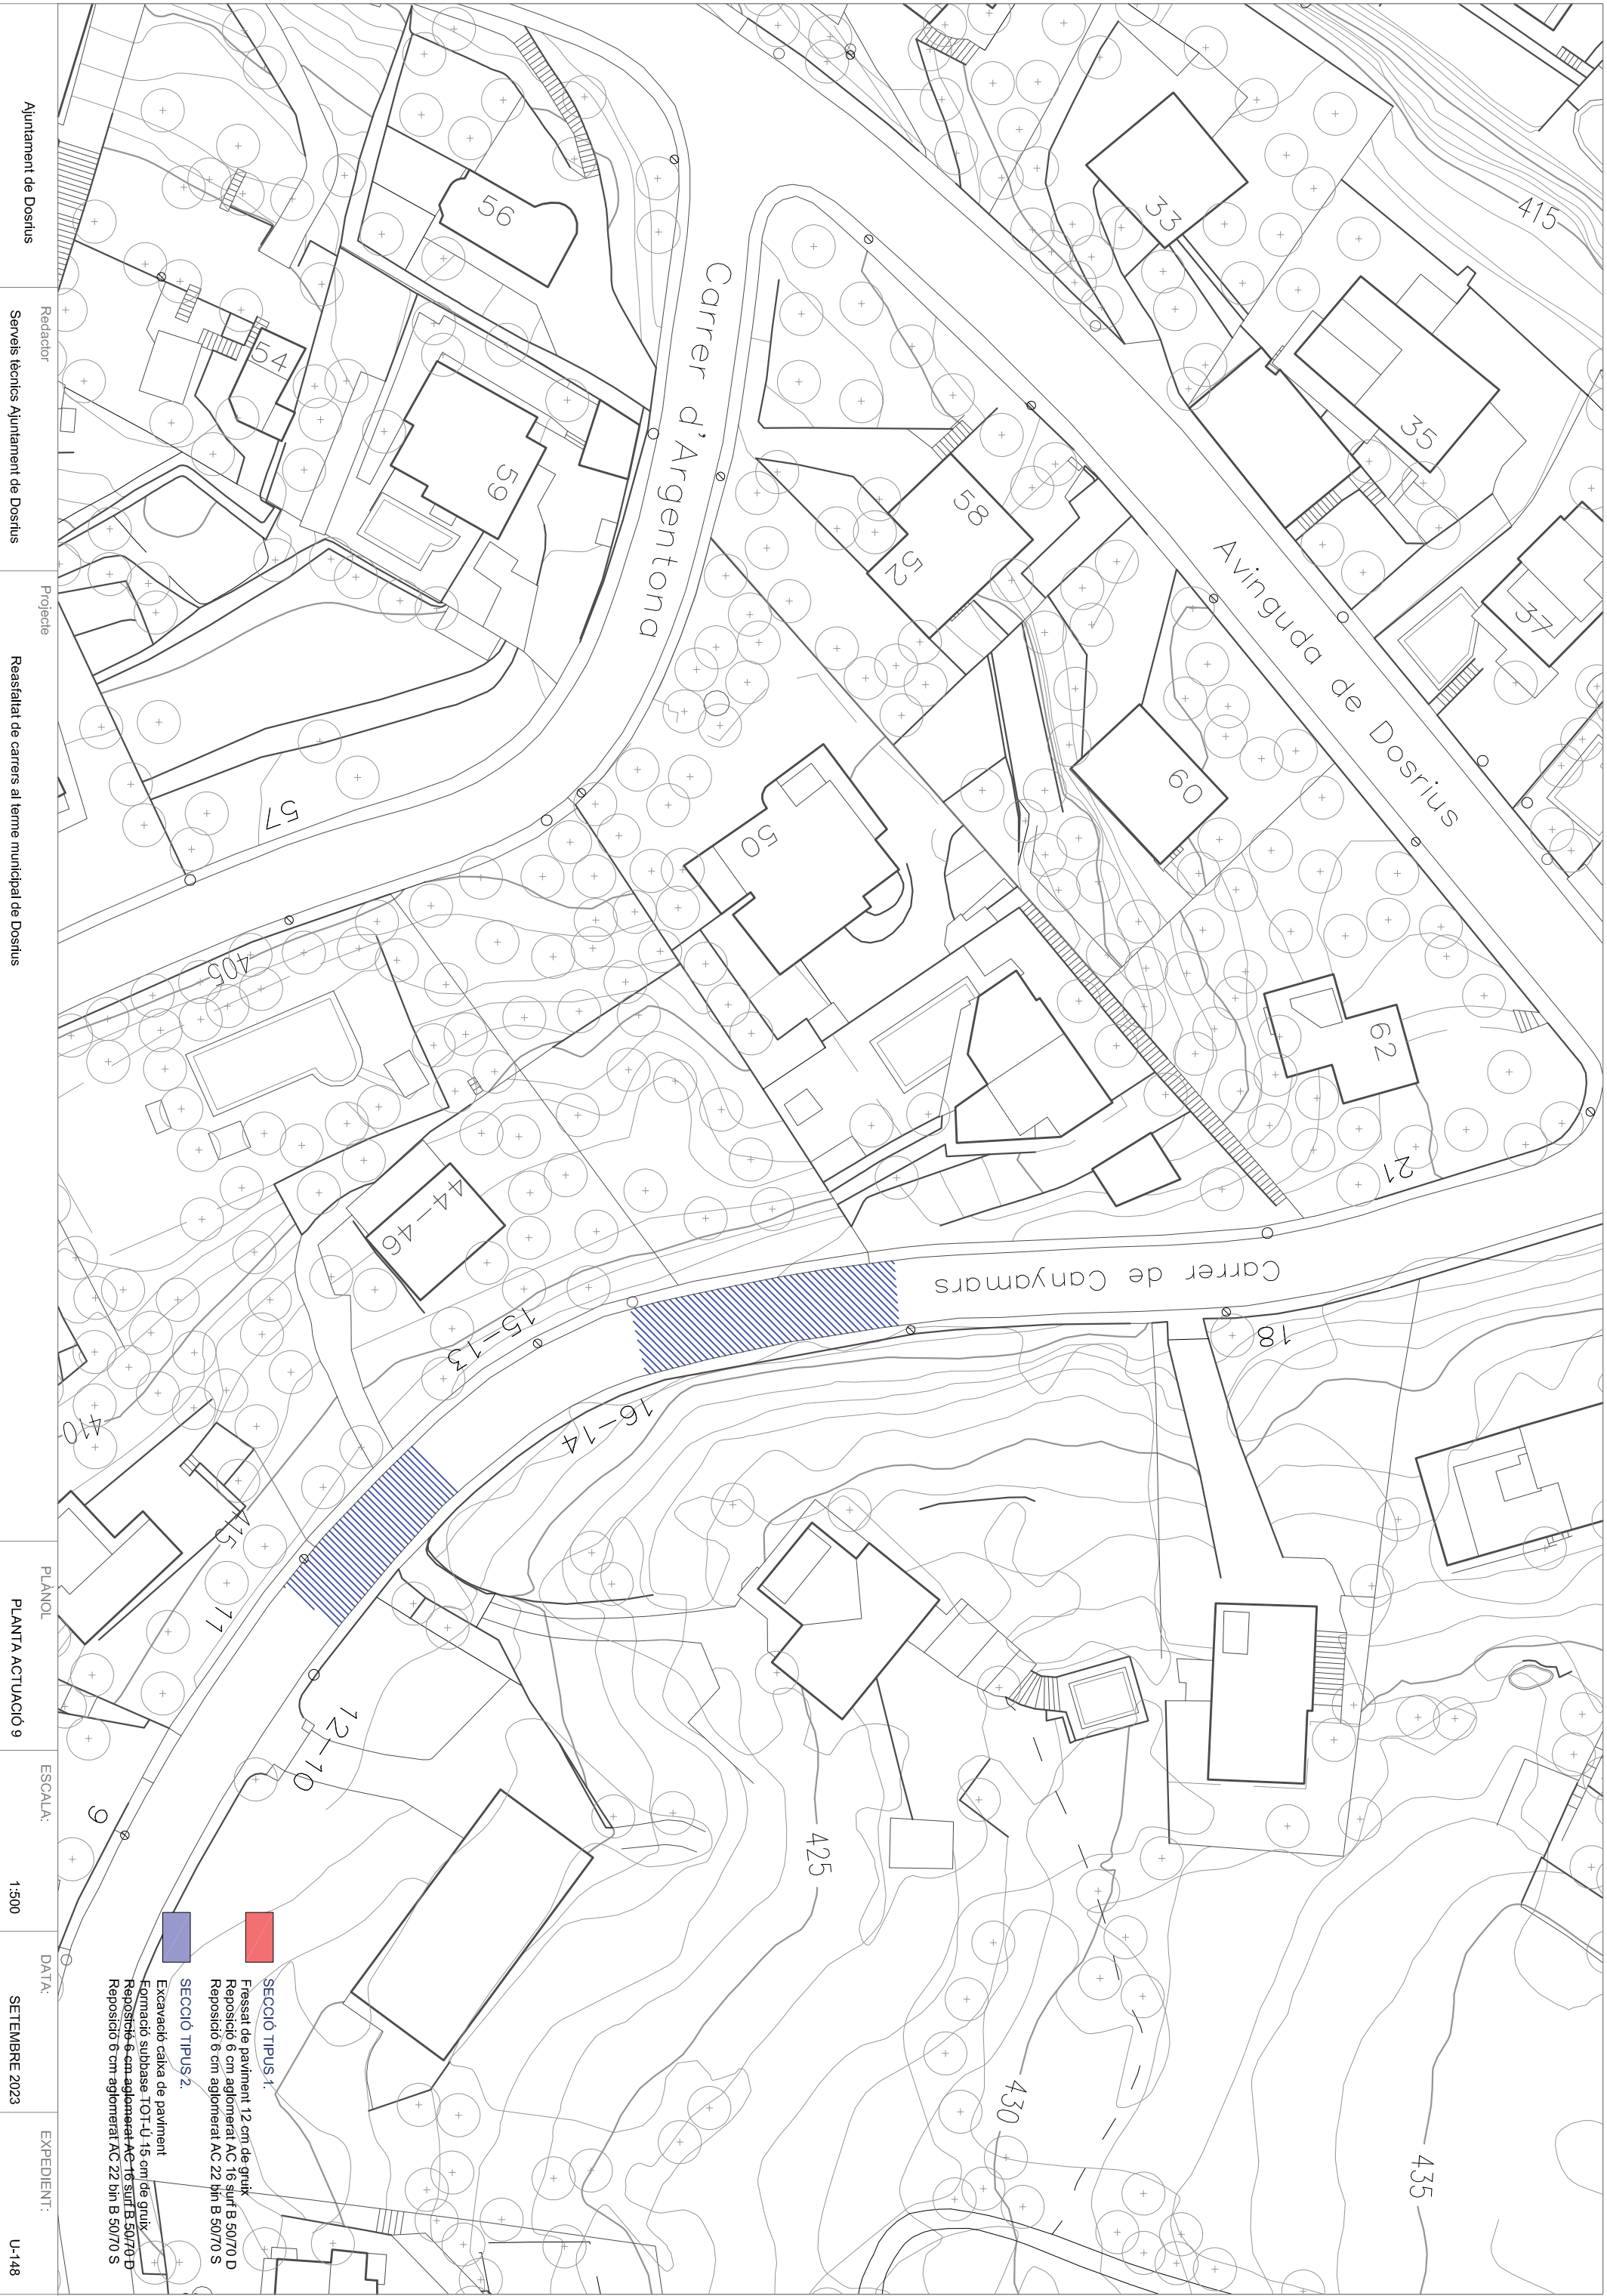 Ajuntament de Dosrius
Redactor
Serveis tècnics Ajuntament de Dosrius
Projecte
Reasfaltat de carrers al terme municipal de Dosrius
PLÀNOL
PLANTA ACTUACIÓ 9
ESCALA:
1:500
DATA:
SETEMBRE 2023
EXPEDIENT:
U-148
SECCIÓ TIPUS 1.
Fressat de paviment 12 cm de gruix
Reposició 6 cm aglomerat AC 16 surf B 50/70 D
Reposició 6 cm aglomerat AC 22 bin B 50/70 S
SECCIÓ TIPUS 2.
Excavació caixa de paviment
Formació subbase TOT-Ú 15 cm de gruix
Reposició 6 cm aglomerat AC 16 surf B 50/70 D
Reposició 6 cm aglomerat AC 22 bin B 50/70 S
Carrer d'Argentona
Avinguda de Dosrius
Carrer de Canyamars
56
54
59
57
33
35
37
58
52
60
50
62
21
44-46
15-13
16-14
18
11
12-10
9
405
410
415
415
425
430
435